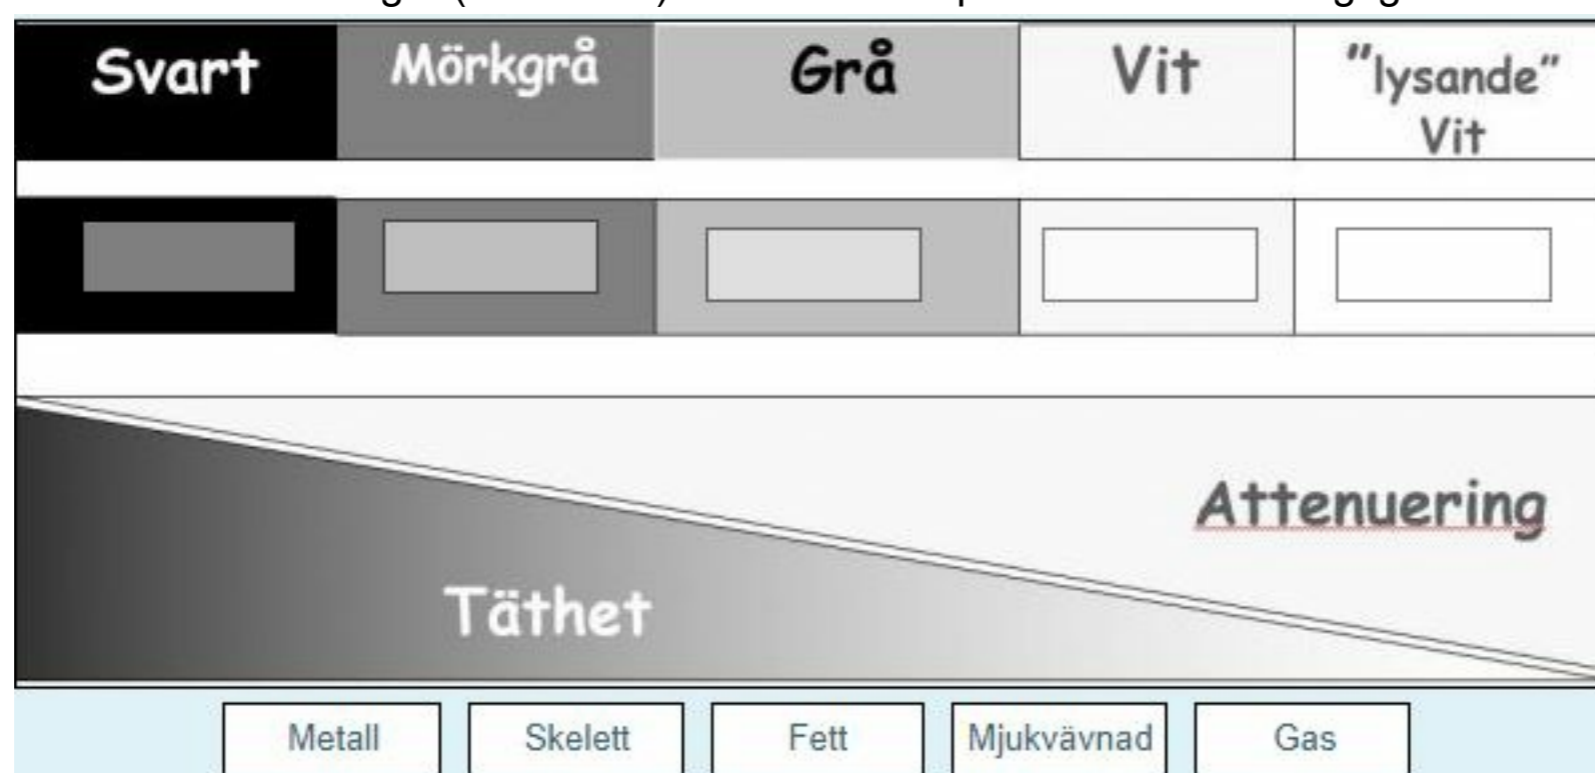 Svart Mörkgrå Grå Vit "lysande"
Vit
Attenuering
Täthet
Metall Skelett Fett Mjukvävnad Gas